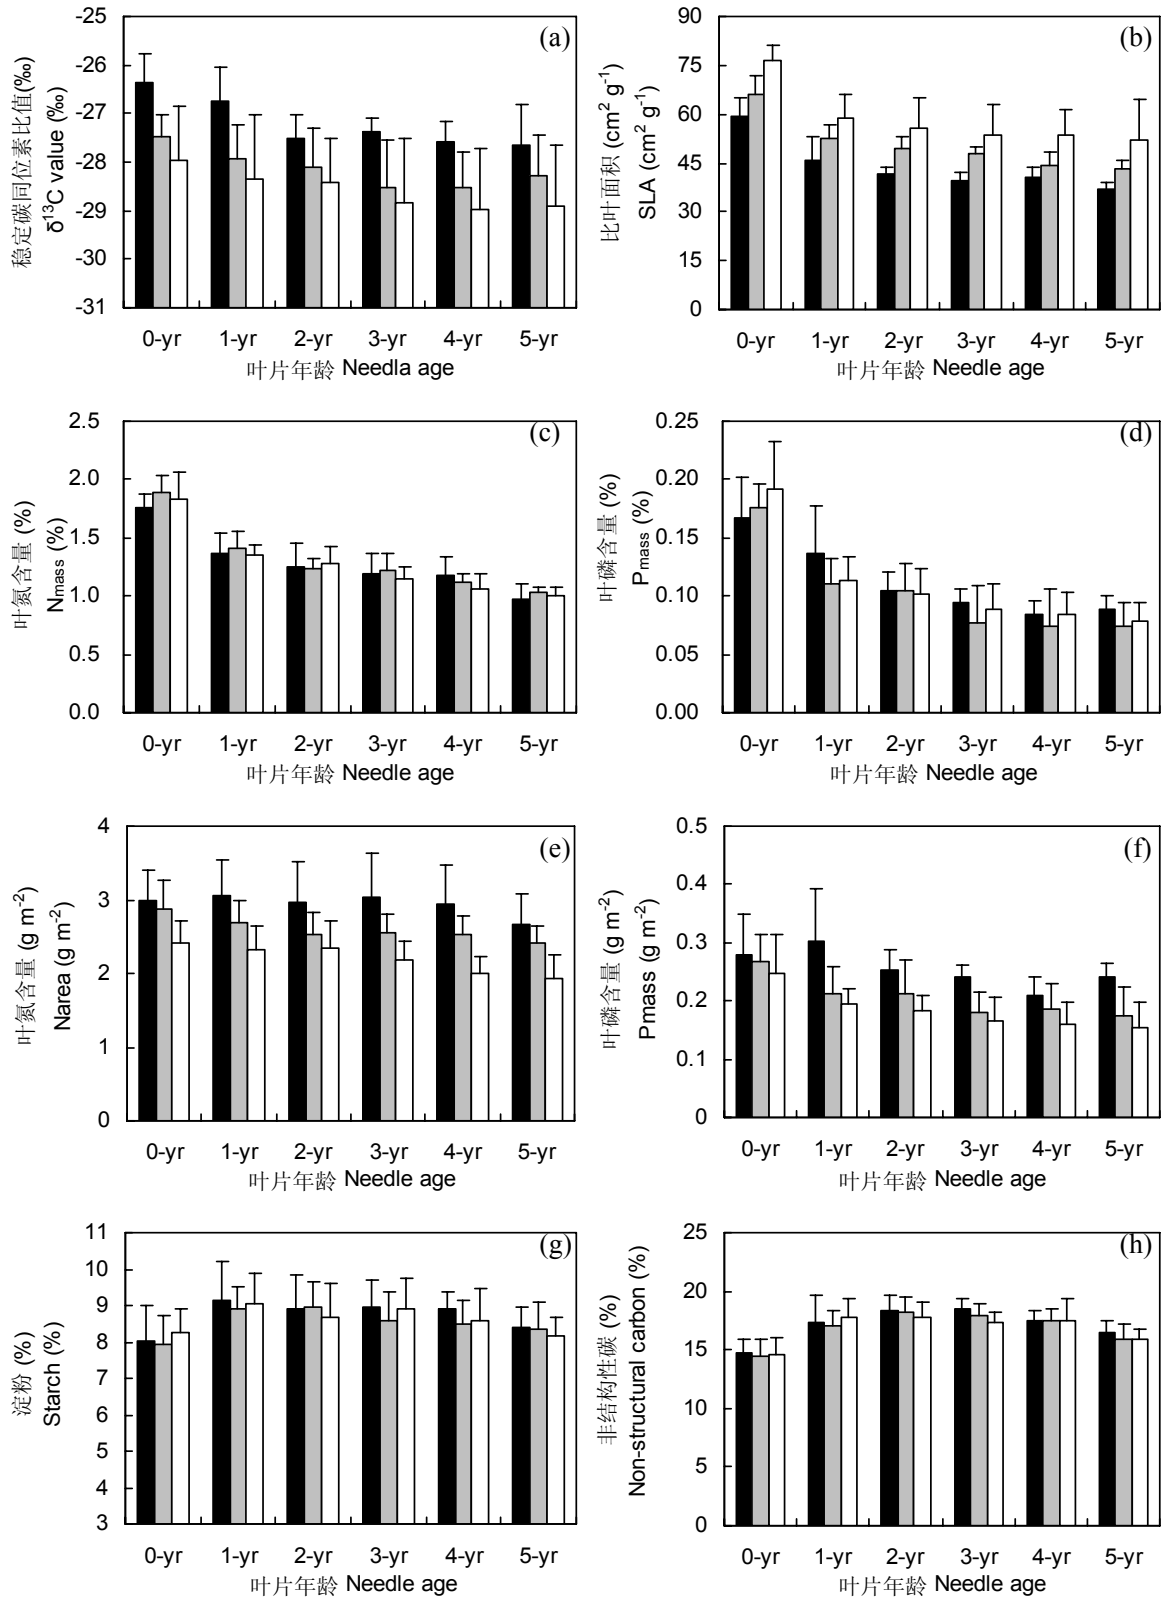 (a)
稳定碳同位素比值(‰)
δ¹³C value (‰)
-25
-26
-27
-28
-29
-30
-31
0-yr 1-yr 2-yr 3-yr 4-yr 5-yr
叶片年龄 Needla age
(b)
比叶面积 (cm² g⁻¹)
SLA (cm² g⁻¹)
90
75
60
45
30
15
0
0-yr 1-yr 2-yr 3-yr 4-yr 5-yr
叶片年龄 Needle age
(c)
叶氮含量 (%)
Nmass (%)
2.5
2.0
1.5
1.0
0.5
0.0
0-yr 1-yr 2-yr 3-yr 4-yr 5-yr
叶片年龄 Needle age
(d)
叶磷含量 (%)
Pmass (%)
0.25
0.20
0.15
0.10
0.05
0.00
0-yr 1-yr 2-yr 3-yr 4-yr 5-yr
叶片年龄 Needle age
(e)
叶氮含量 (g m⁻²)
Narea (g m⁻²)
4
3
2
1
0
0-yr 1-yr 2-yr 3-yr 4-yr 5-yr
叶片年龄 Needle age
(f)
叶磷含量 (g m⁻²)
Pmass (g m⁻²)
0.5
0.4
0.3
0.2
0.1
0
0-yr 1-yr 2-yr 3-yr 4-yr 5-yr
叶片年龄 Needle age
(g)
淀粉 (%)
Starch (%)
11
10
9
8
7
6
5
4
3
0-yr 1-yr 2-yr 3-yr 4-yr 5-yr
叶片年龄 Needle age
(h)
非结构性碳 (%)
Non-structural carbon (%)
25
20
15
10
5
0
0-yr 1-yr 2-yr 3-yr 4-yr 5-yr
叶片年龄 Needle age